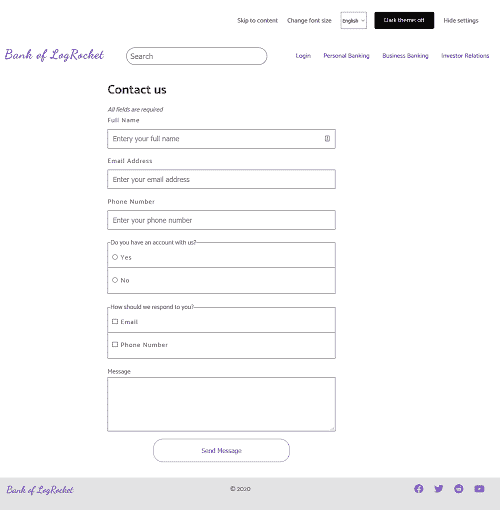 Skip to content Change font size English Dark theme: off Hide settings
Bank of LogRocket Search Login Personal Banking Business Banking Investor Relations
Contact us
All fields are required
Full Name
Entery your full name
Email Address
Enter your email address
Phone Number
Enter your phone number
Do you have an account with us?
Yes
No
How should we respond to you?
Email
Phone Number
Message
Send Message
Bank of LogRocket © 2020